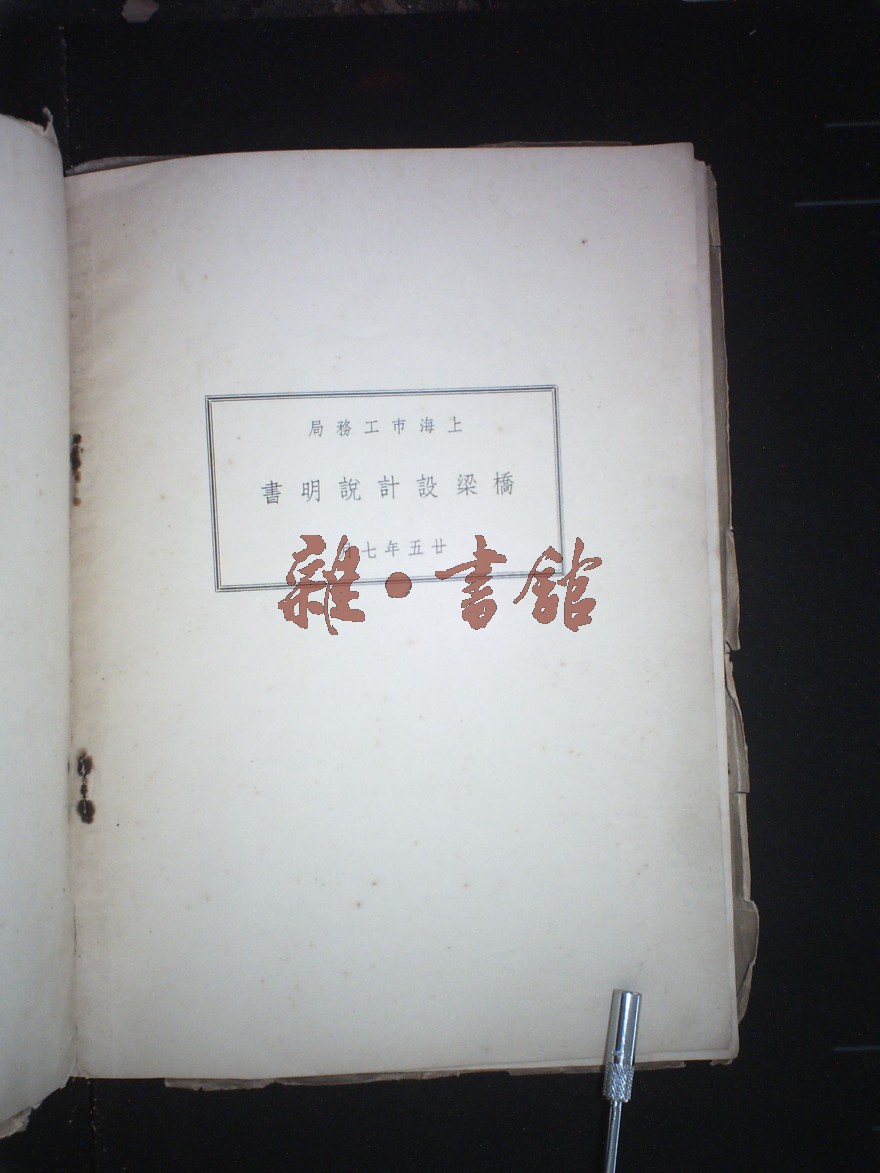 上海市工務局
橋梁設計說明書
廿五年七
雜·書館